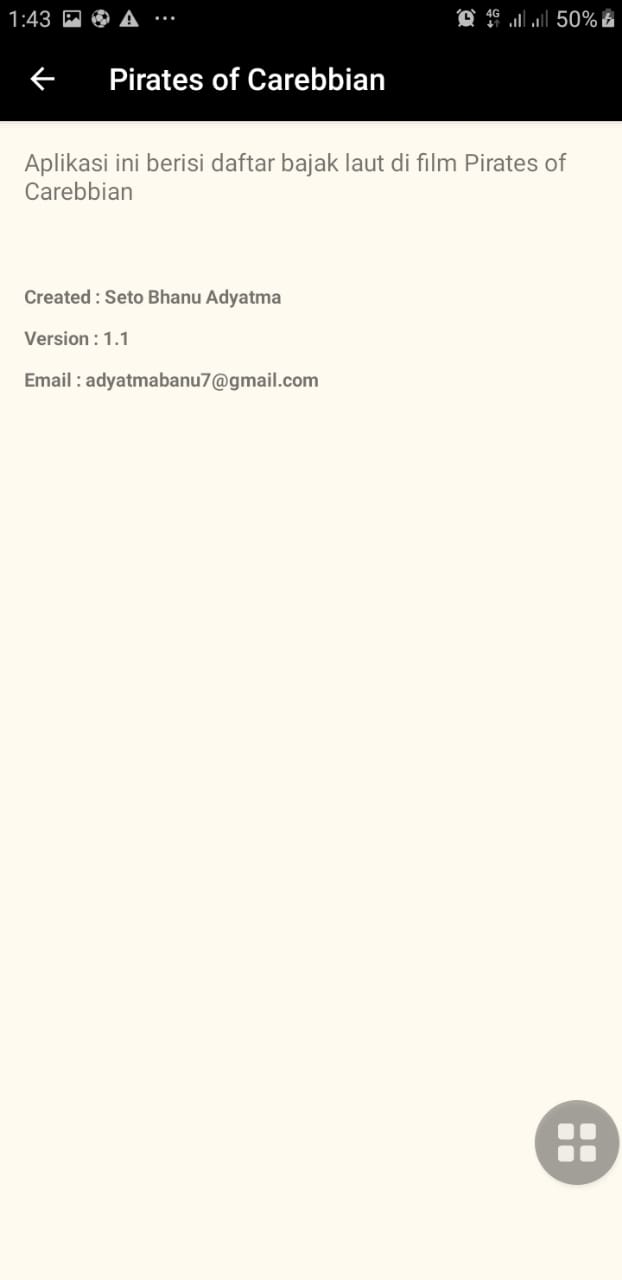 1:43 4G 50%
Pirates of Carebbian
Aplikasi ini berisi daftar bajak laut di film Pirates of
Carebbian
Created : Seto Bhanu Adyatma
Version : 1.1
Email : adyatmabanu7@gmail.com